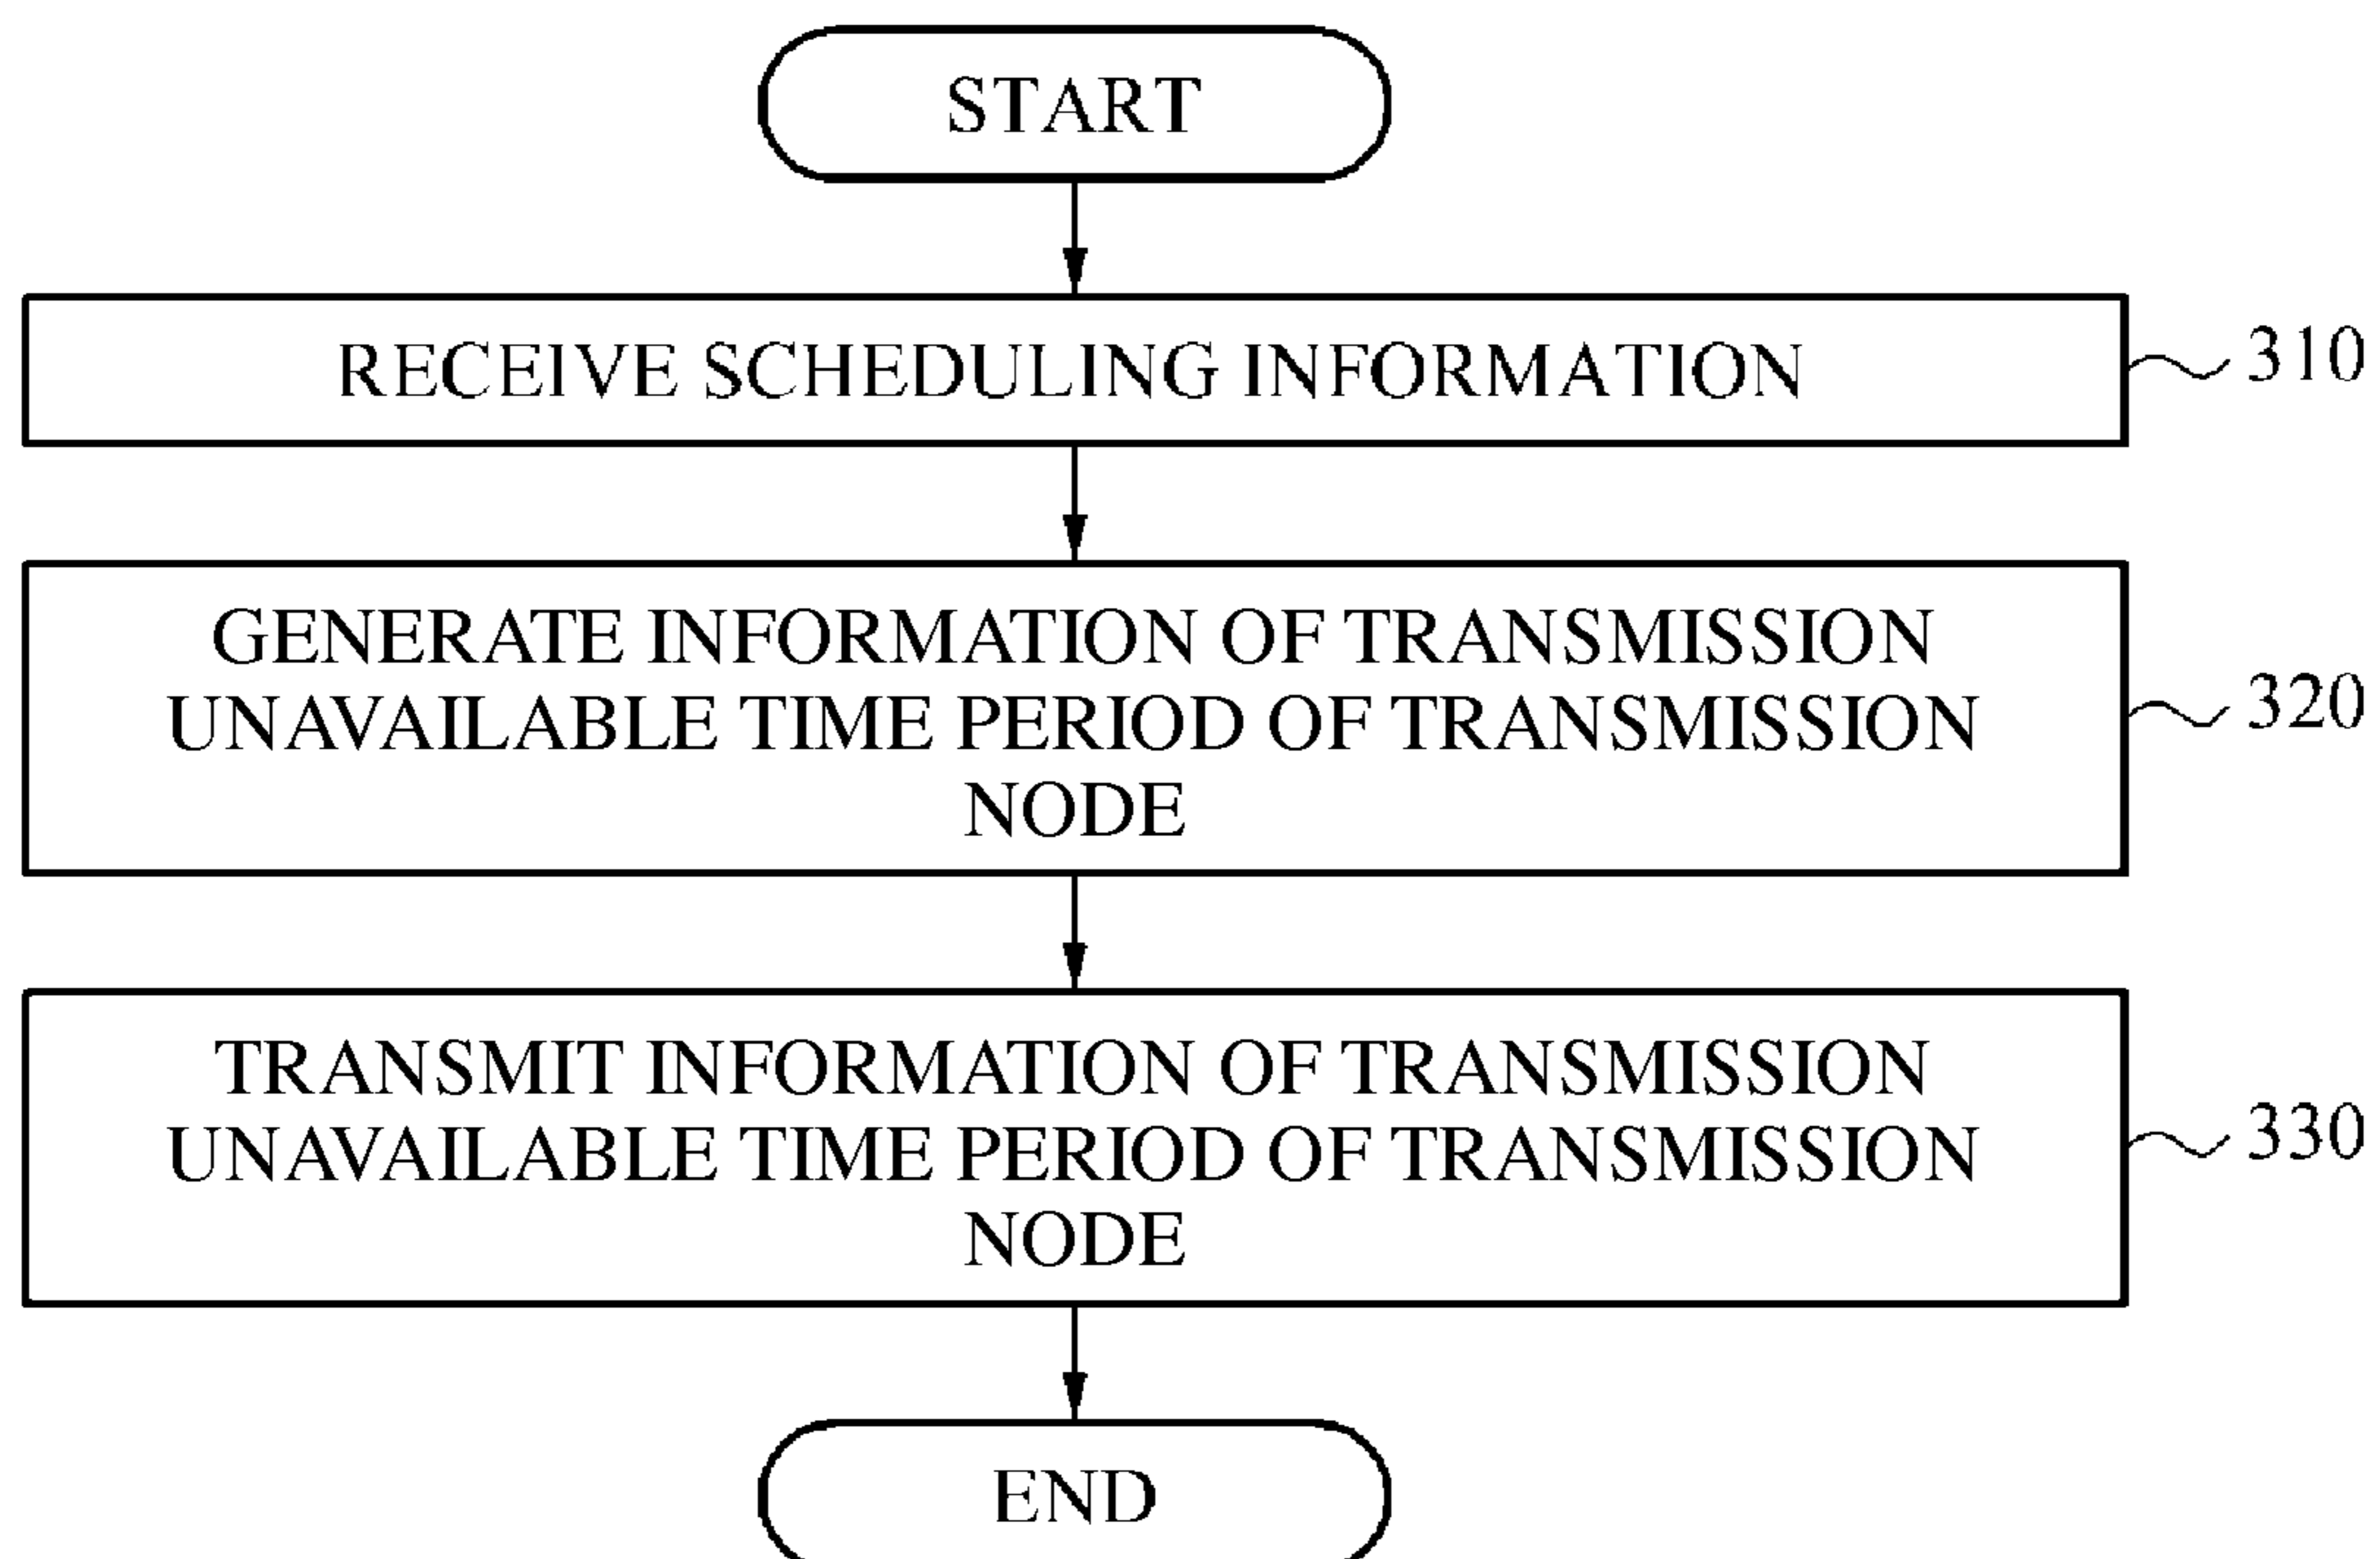 START
RECEIVE SCHEDULING INFORMATION
310
GENERATE INFORMATION OF TRANSMISSION
UNAVAILABLE TIME PERIOD OF TRANSMISSION
NODE
320
TRANSMIT INFORMATION OF TRANSMISSION
UNAVAILABLE TIME PERIOD OF TRANSMISSION
NODE
330
END